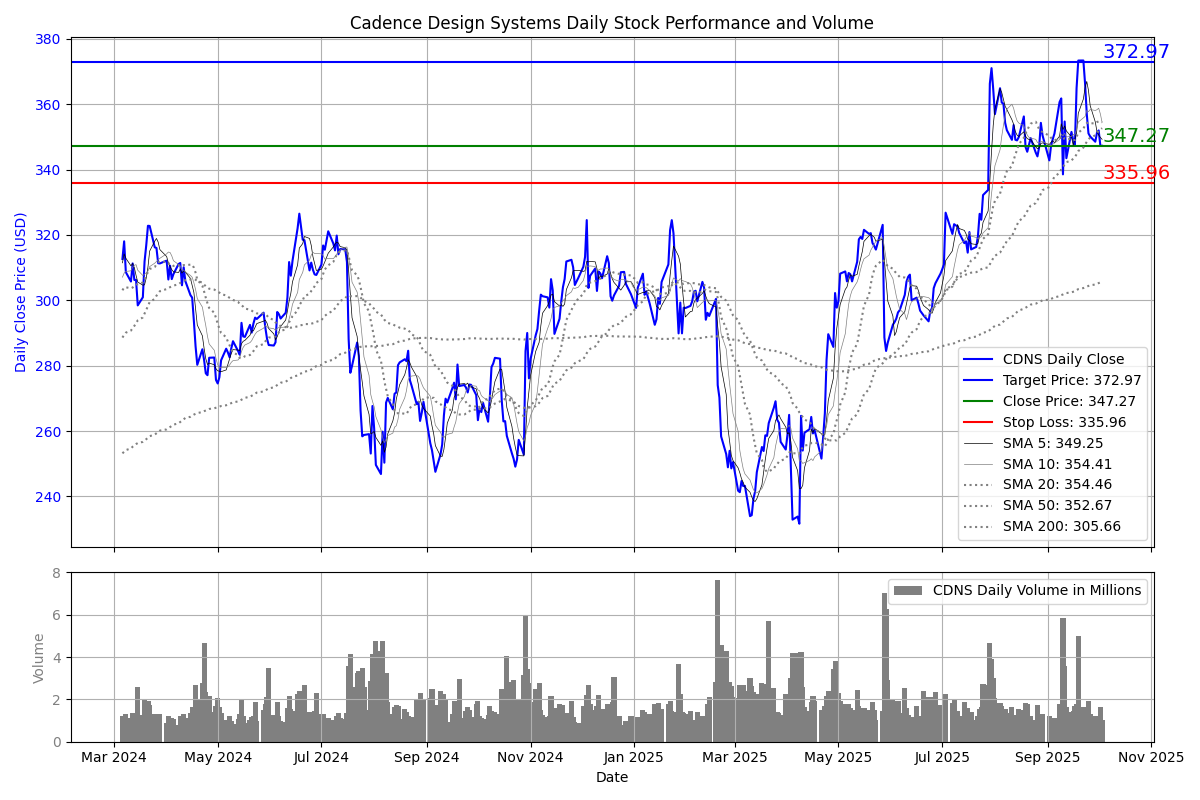 Cadence Design Systems Daily Stock Performance and Volume
380
360
340
320
300
280
260
240
Daily Close Price (USD)
372.97
347.27
335.96
CDNS Daily Close
Target Price: 372.97
Close Price: 347.27
Stop Loss: 335.96
SMA 5: 349.25
SMA 10: 354.41
SMA 20: 354.46
SMA 50: 352.67
SMA 200: 305.66
8
6
4
2
0
Volume
CDNS Daily Volume in Millions
Mar 2024 May 2024 Jul 2024 Sep 2024 Nov 2024 Jan 2025 Mar 2025 May 2025 Jul 2025 Sep 2025 Nov 2025
Date